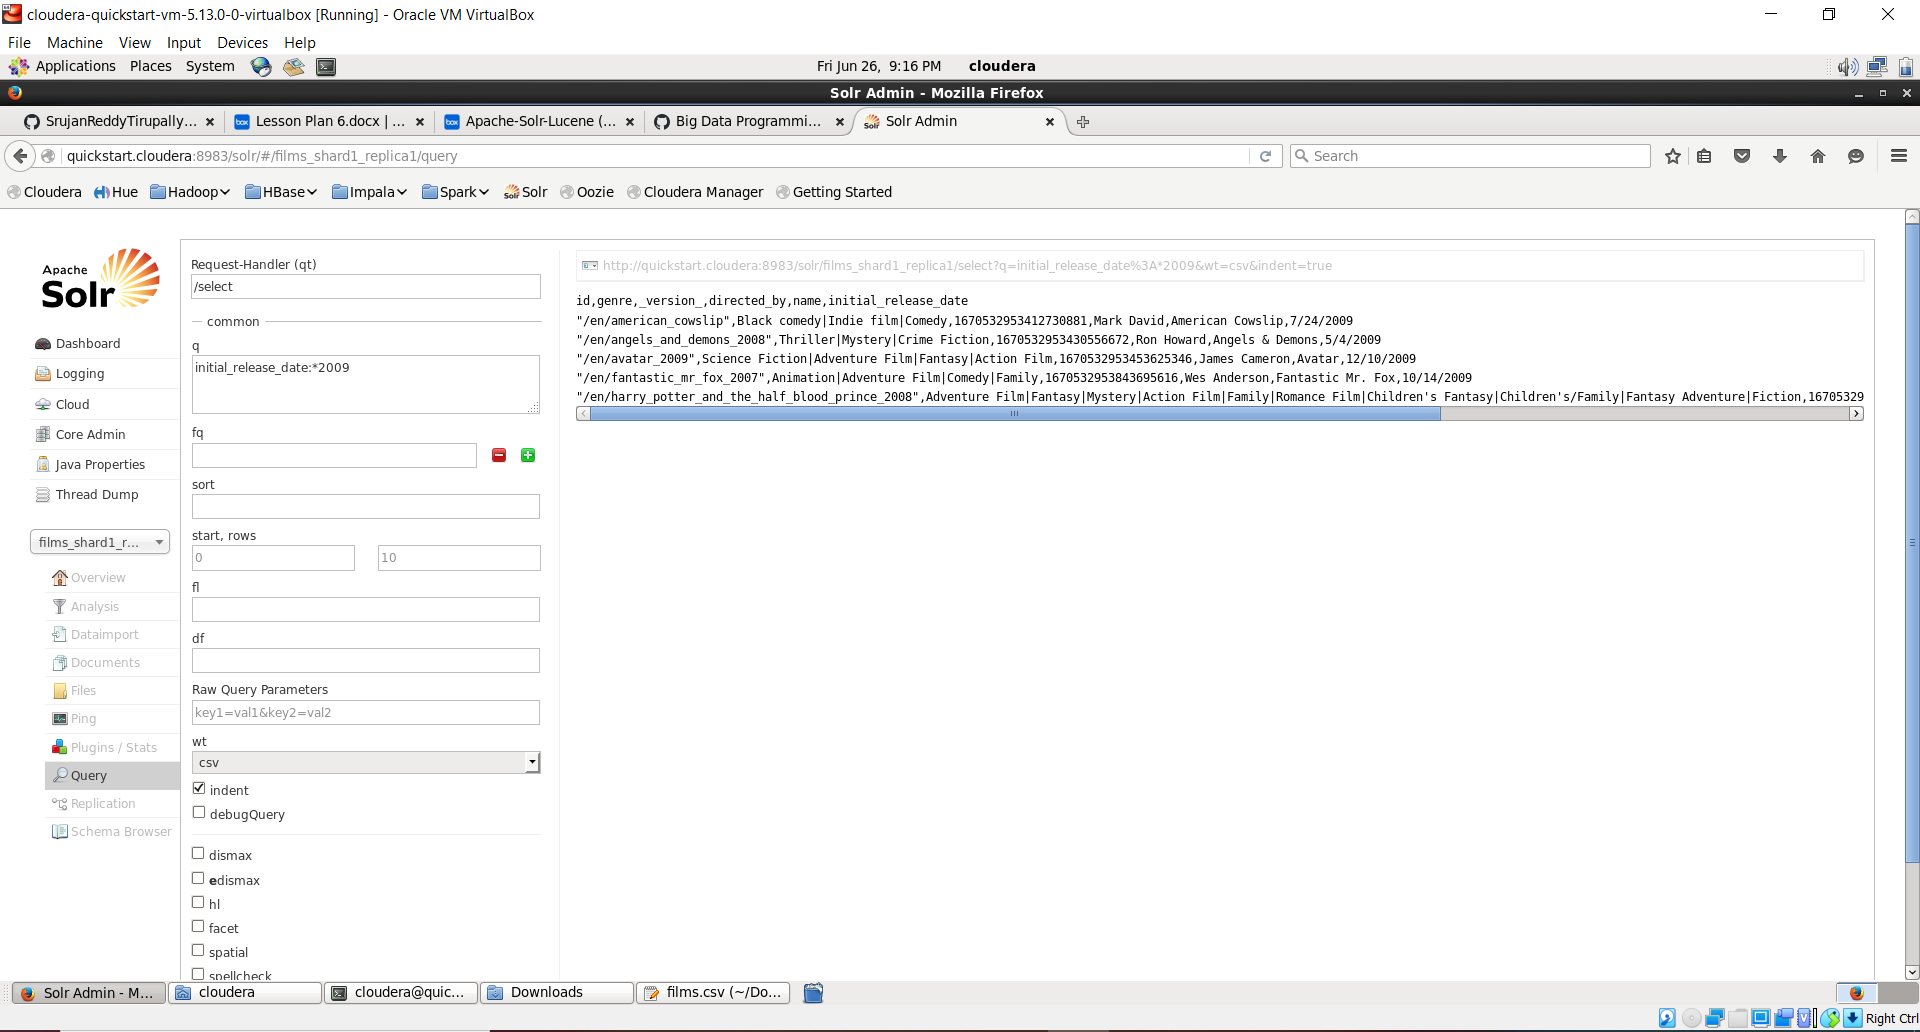 cloudera-quickstart-vm-5.13.0-0-virtualbox [Running] - Oracle VM VirtualBox
File Machine View Input Devices Help
Applications Places System Fri Jun 26, 9:16 PM cloudera
Solr Admin - Mozilla Firefox
SrujanReddyTirupally... Lesson Plan 6.docx | ... Apache-Solr-Lucene (... Big Data Programmi... Solr Admin
quickstart.cloudera:8983/solr/#/films_shard1_replica1/query Search
Cloudera Hue Hadoop HBase Impala Spark Solr Oozie Cloudera Manager Getting Started
Apache
Solr
Dashboard
Logging
Cloud
Core Admin
Java Properties
Thread Dump
films_shard1_r...
Overview
Analysis
Dataimport
Documents
Files
Ping
Plugins / Stats
Query
Replication
Schema Browser
Request-Handler (qt)
/select
common
q
initial_release_date:*2009
fq
sort
start, rows
0 10
fl
df
Raw Query Parameters
key1=val1&key2=val2
wt
csv
indent
debugQuery
dismax
edismax
hl
facet
spatial
spellcheck
http://quickstart.cloudera:8983/solr/films_shard1_replica1/select?q=initial_release_date%3A*2009&wt=csv&indent=true
id,genre,_version_,directed_by,name,initial_release_date
"/en/american_cowslip",Black comedy|Indie film|Comedy,1670532953412730881,Mark David,American Cowslip,7/24/2009
"/en/angels_and_demons_2008",Thriller|Mystery|Crime Fiction,1670532953430556672,Ron Howard,Angels & Demons,5/4/2009
"/en/avatar_2009",Science Fiction|Adventure Film|Fantasy|Action Film,1670532953453625346,James Cameron,Avatar,12/10/2009
"/en/fantastic_mr_fox_2007",Animation|Adventure Film|Comedy|Family,1670532953843695616,Wes Anderson,Fantastic Mr. Fox,10/14/2009
"/en/harry_potter_and_the_half_blood_prince_2008",Adventure Film|Fantasy|Mystery|Action Film|Family|Romance Film|Children's Fantasy|Children's/Family|Fantasy Adventure|Fiction,16705329
Solr Admin - M... cloudera cloudera@quic... Downloads films.csv (~/Do...
Right Ctrl